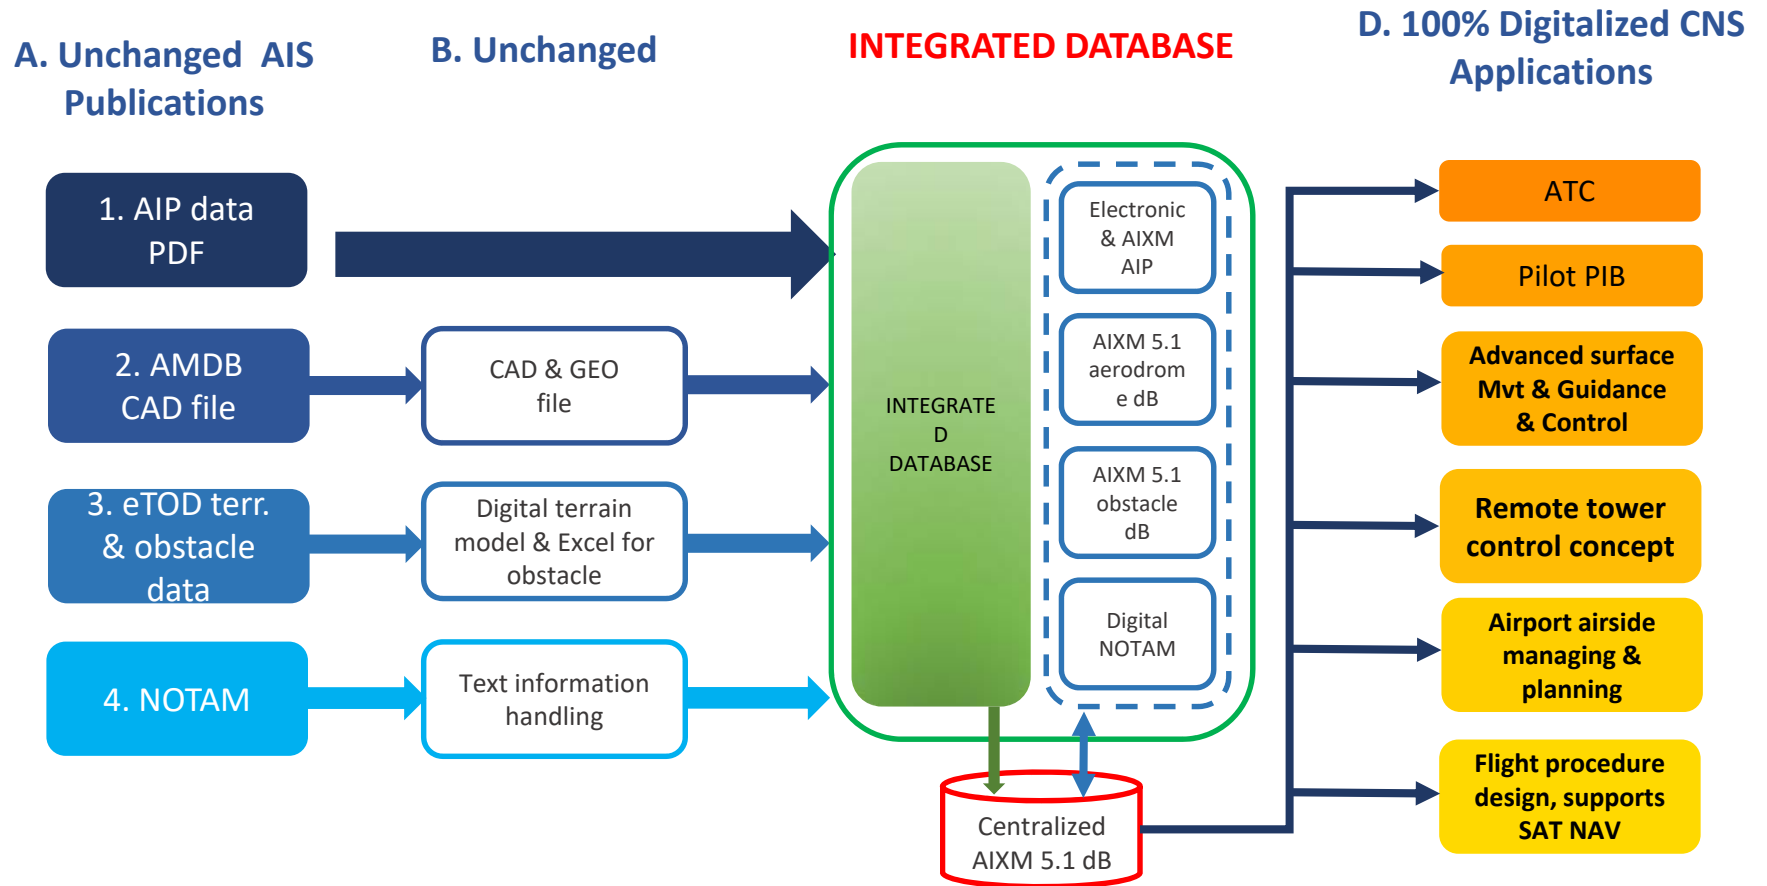 A. Unchanged AIS
Publications
B. Unchanged
INTEGRATED DATABASE
D. 100% Digitalized CNS
Applications
1. AIP data
PDF
2. AMDB
CAD file
3. eTOD terr.
& obstacle
data
4. NOTAM
CAD & GEO
file
Digital terrain
model & Excel for
obstacle
Text information
handling
INTEGRATE
D
DATABASE
Electronic
& AIXM
AIP
AIXM 5.1
aerodrom
e dB
AIXM 5.1
obstacle
dB
Digital
NOTAM
Centralized
AIXM 5.1 dB
ATC
Pilot PIB
Advanced surface
Mvt & Guidance
& Control
Remote tower
control concept
Airport airside
managing &
planning
Flight procedure
design, supports
SAT NAV